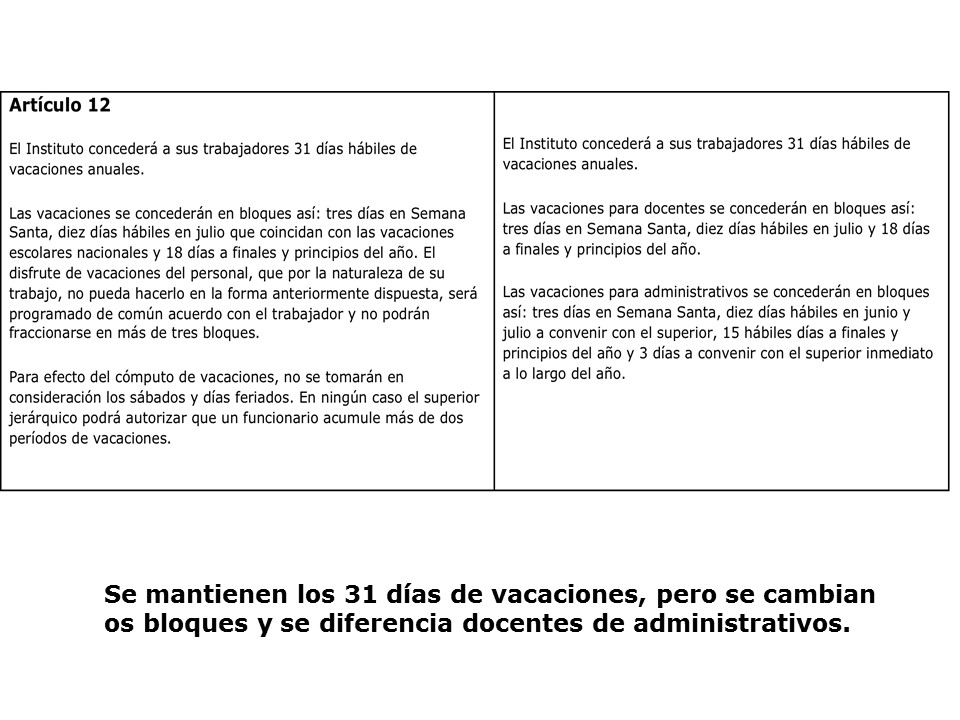 Artículo 12
El Instituto concederá a sus trabajadores 31 días hábiles de
vacaciones anuales.
Las vacaciones se concederán en bloques así: tres días en Semana
Santa, diez días hábiles en julio que coincidan con las vacaciones
escolares nacionales y 18 días a finales y principios del año. El
disfrute de vacaciones del personal, que por la naturaleza de su
trabajo, no pueda hacerlo en la forma anteriormente dispuesta, será
programado de común acuerdo con el trabajador y no podrán
fraccionarse en más de tres bloques.
Para efecto del cómputo de vacaciones, no se tomarán en
consideración los sábados y días feriados. En ningún caso el superior
jerárquico podrá autorizar que un funcionario acumule más de dos
períodos de vacaciones.
El Instituto concederá a sus trabajadores 31 días hábiles de
vacaciones anuales.
Las vacaciones para docentes se concederán en bloques así:
tres días en Semana Santa, diez días hábiles en julio y 18 días
a finales y principios del año.
Las vacaciones para administrativos se concederán en bloques
así: tres días en Semana Santa, diez días hábiles en junio y
julio a convenir con el superior, 15 hábiles días a finales y
principios del año y 3 días a convenir con el superior inmediato
a lo largo del año.
Se mantienen los 31 días de vacaciones, pero se cambian
os bloques y se diferencia docentes de administrativos.